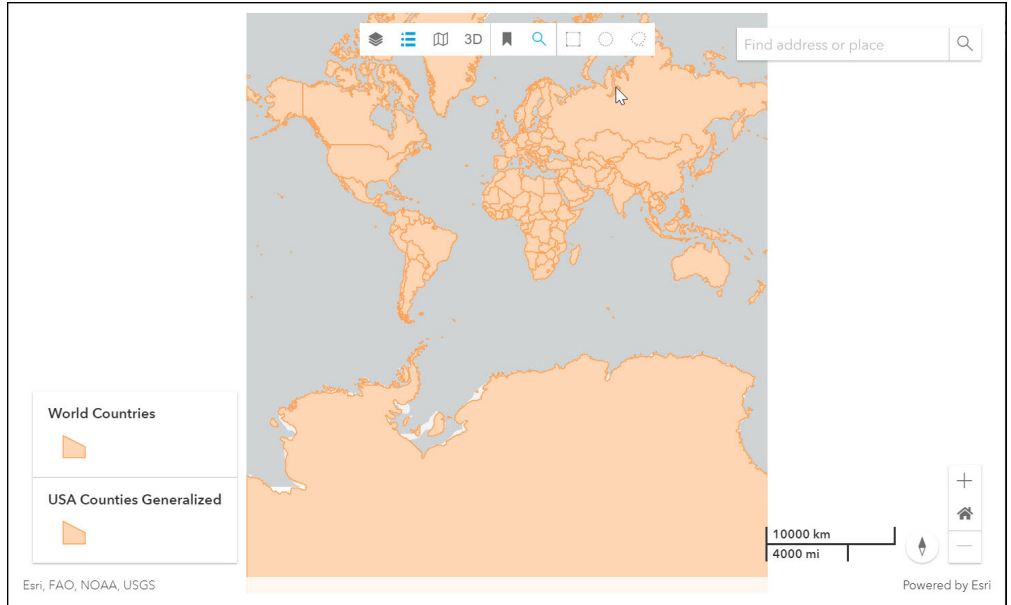 3D
Find address or place
World Countries
USA Counties Generalized
10000 km
4000 mi
Esri, FAO, NOAA, USGS
Powered by Esri